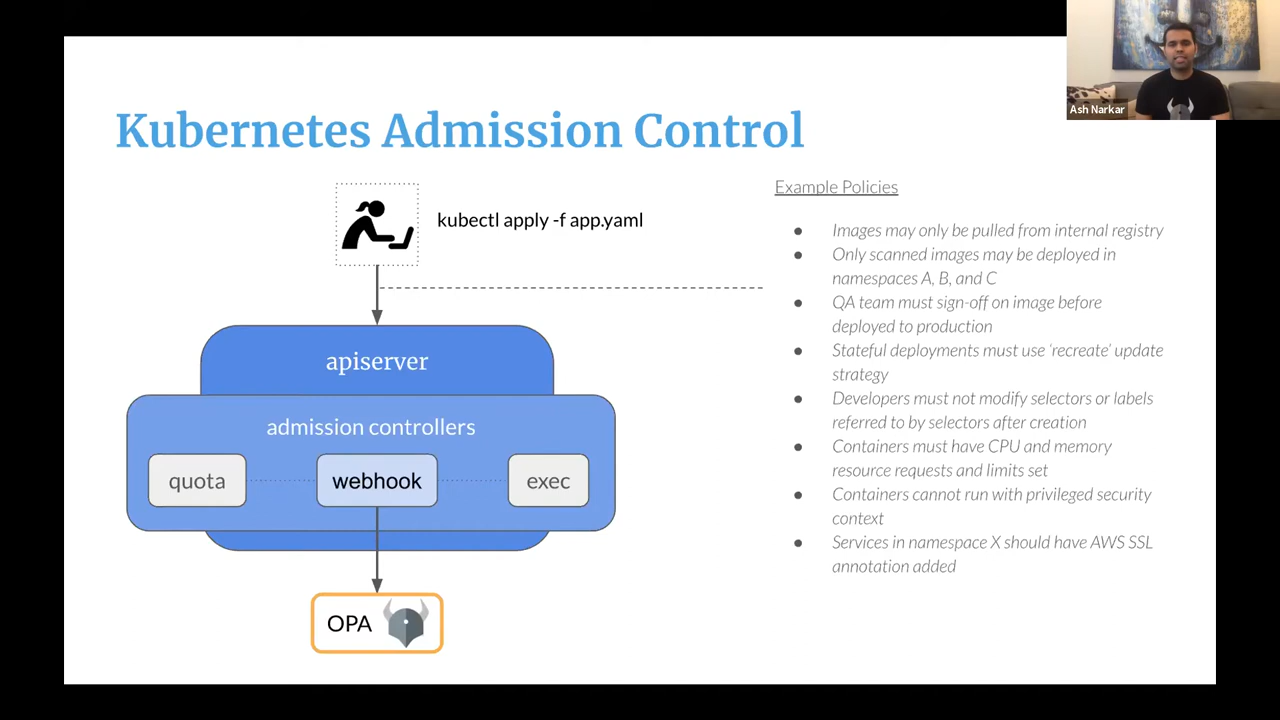 Ash Narkar
Kubernetes Admission Control
kubectl apply -f app.yaml
apiserver
admission controllers
quota
webhook
exec
OPA
Example Policies
● Images may only be pulled from internal registry
● Only scanned images may be deployed in
namespaces A, B, and C
● QA team must sign-off on image before
deployed to production
● Stateful deployments must use ‘recreate’ update
strategy
● Developers must not modify selectors or labels
referred to by selectors after creation
● Containers must have CPU and memory
resource requests and limits set
● Containers cannot run with privileged security
context
● Services in namespace X should have AWS SSL
annotation added